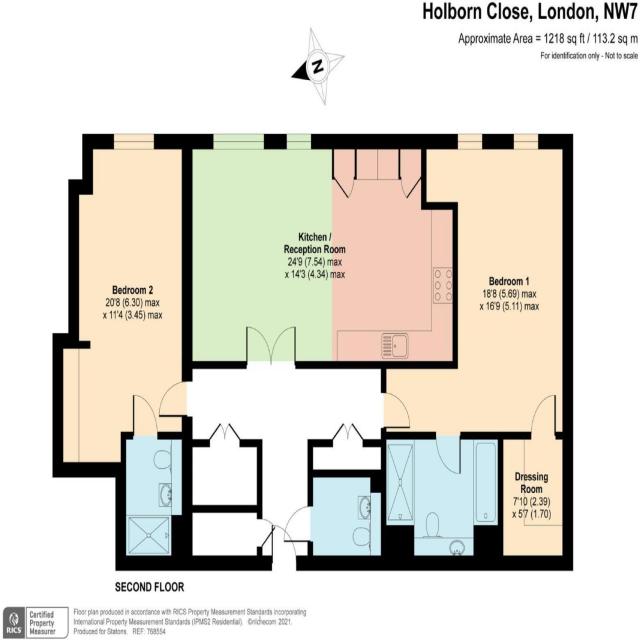 Holborn Close, London, NW7
Approximate Area = 1218 sq ft / 113.2 sq m
For identification only - Not to scale
N
Kitchen /
Reception Room
24'9 (7.54) max
x 14'3 (4.34) max
Bedroom 2
20'8 (6.30) max
x 11'4 (3.45) max
Bedroom 1
18'8 (5.69) max
x 16'9 (5.11) max
Dressing
Room
7'10 (2.39)
x 5'7 (1.70)
SECOND FLOOR
RICS
Certified
Property
Measurer
Floor plan produced in accordance with RICS Property Measurement Standards incorporating
International Property Measurement Standards (IPMS2 Residential). ©nichecom 2021.
Produced for Statons. REF: 768554